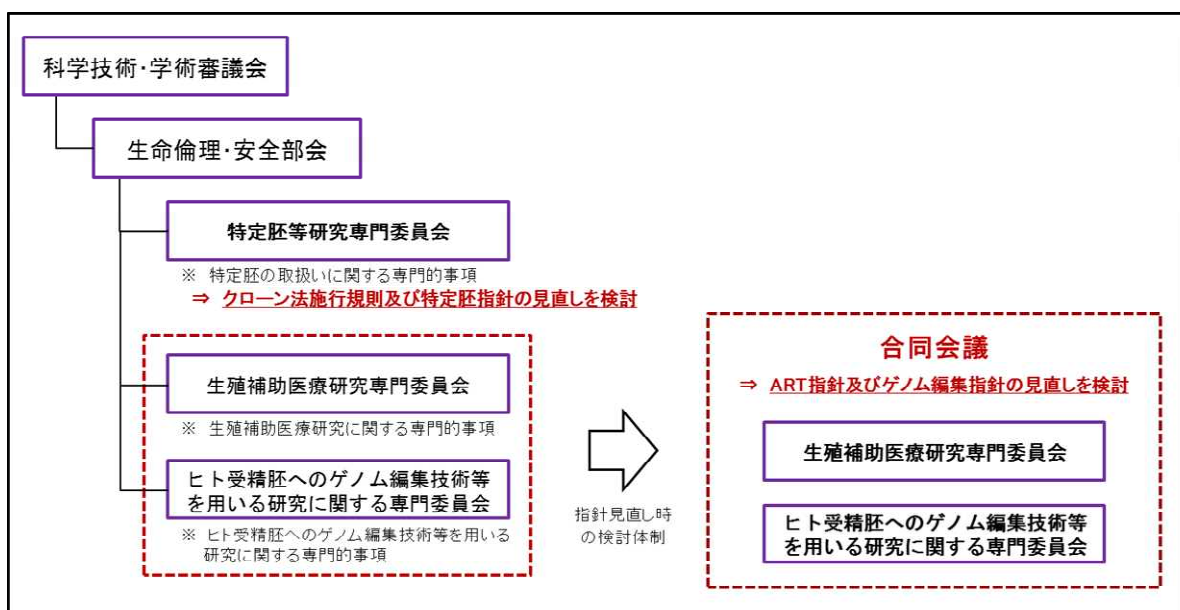 科学技術・学術審議会
生命倫理・安全部会
特定胚等研究専門委員会
※ 特定胚の取扱いに関する専門的事項
⇒ クローン法施行規則及び特定胚指針の見直しを検討
生殖補助医療研究専門委員会
※ 生殖補助医療研究に関する専門的事項
ヒト受精胚へのゲノム編集技術等
を用いる研究に関する専門委員会
※ ヒト受精胚へのゲノム編集技術等を用いる
研究に関する専門的事項
指針見直し時
の検討体制
合同会議
⇒ ART指針及びゲノム編集指針の見直しを検討
生殖補助医療研究専門委員会
ヒト受精胚へのゲノム編集技術等
を用いる研究に関する専門委員会